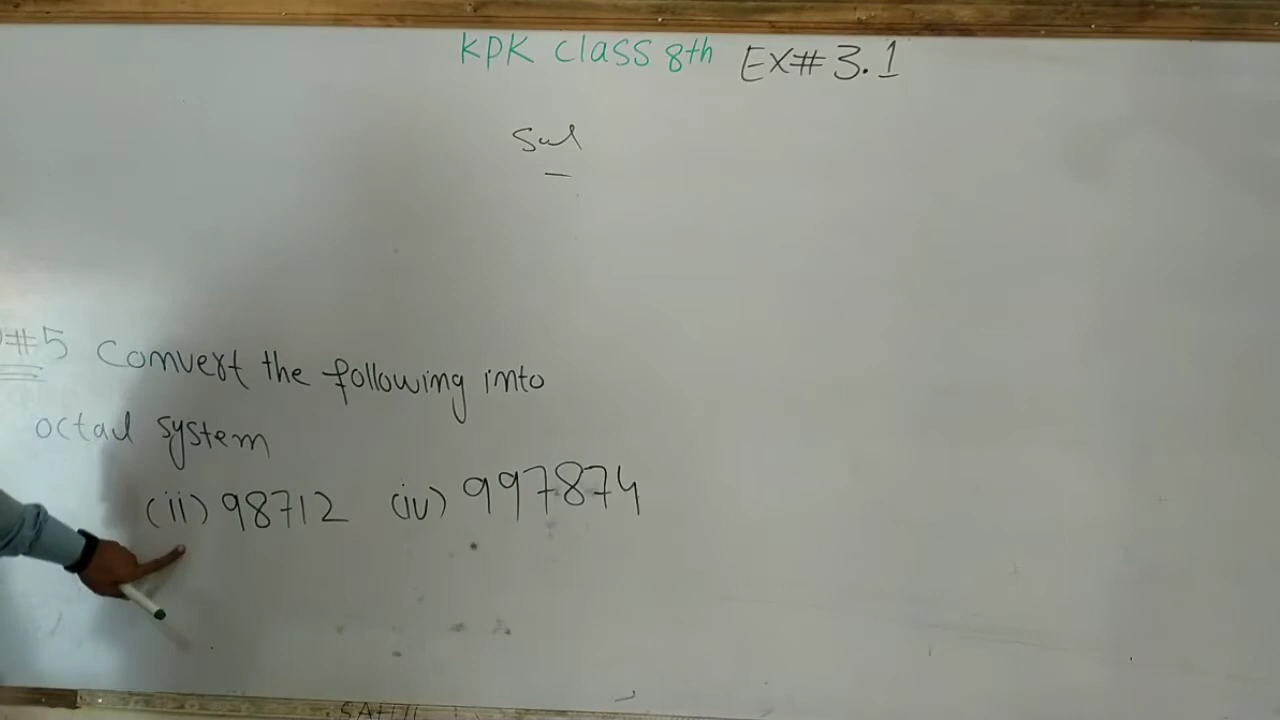 KPK Class 8th EX# 3.1
Sol
#5 Convert the following into
octal system
(ii) 98712 (iv) 997874